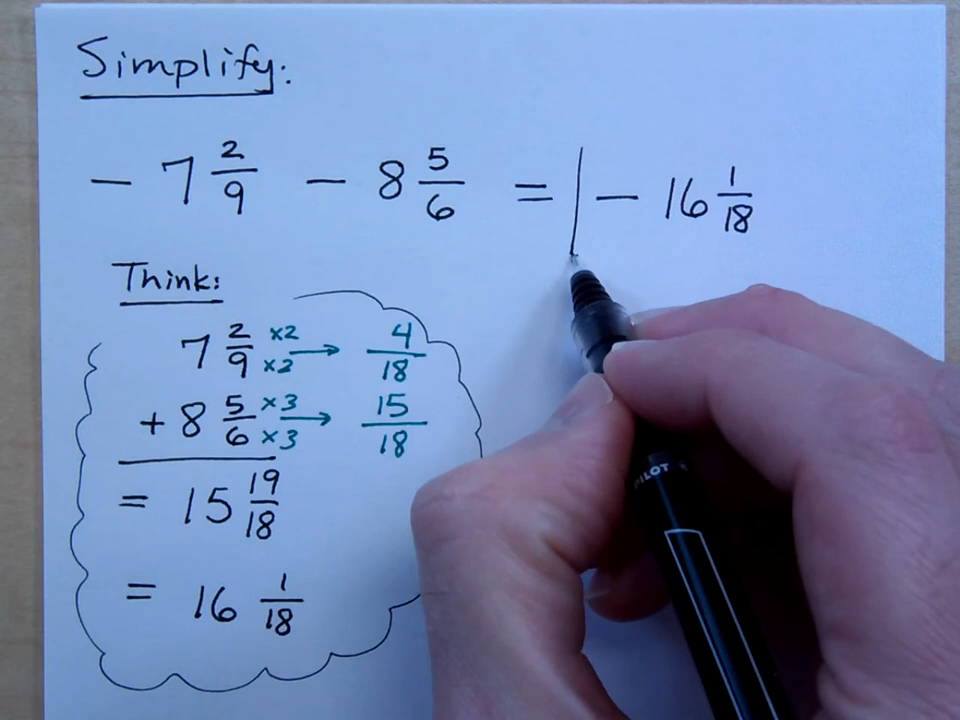 Simplify:
- 7 2/9 - 8 5/6 = - 16 1/18
Think:
7 2/9 ×2 ×2 → 4/18
+ 8 5/6 ×3 ×3 → 15/18
= 15 19/18
= 16 1/18
PILOT